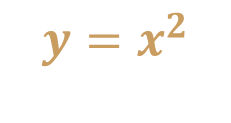 y = x²